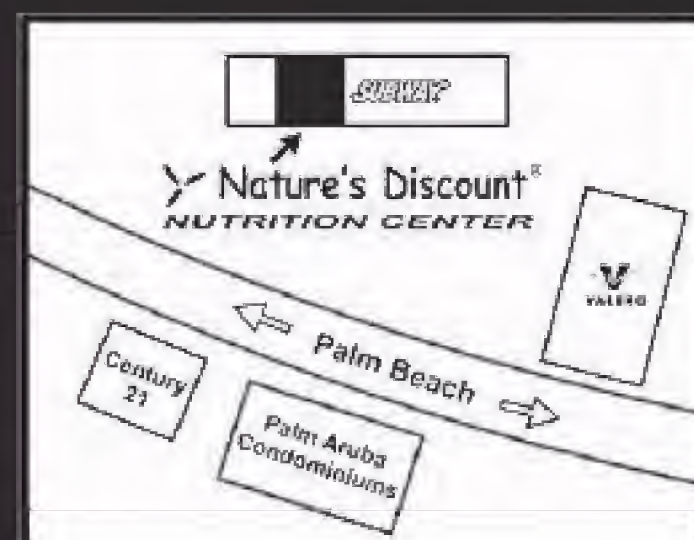 SUBWAY
Nature's Discount®
NUTRITION CENTER
VALERO
Palm Beach
Century
21
Palm Aruba
Condominiums